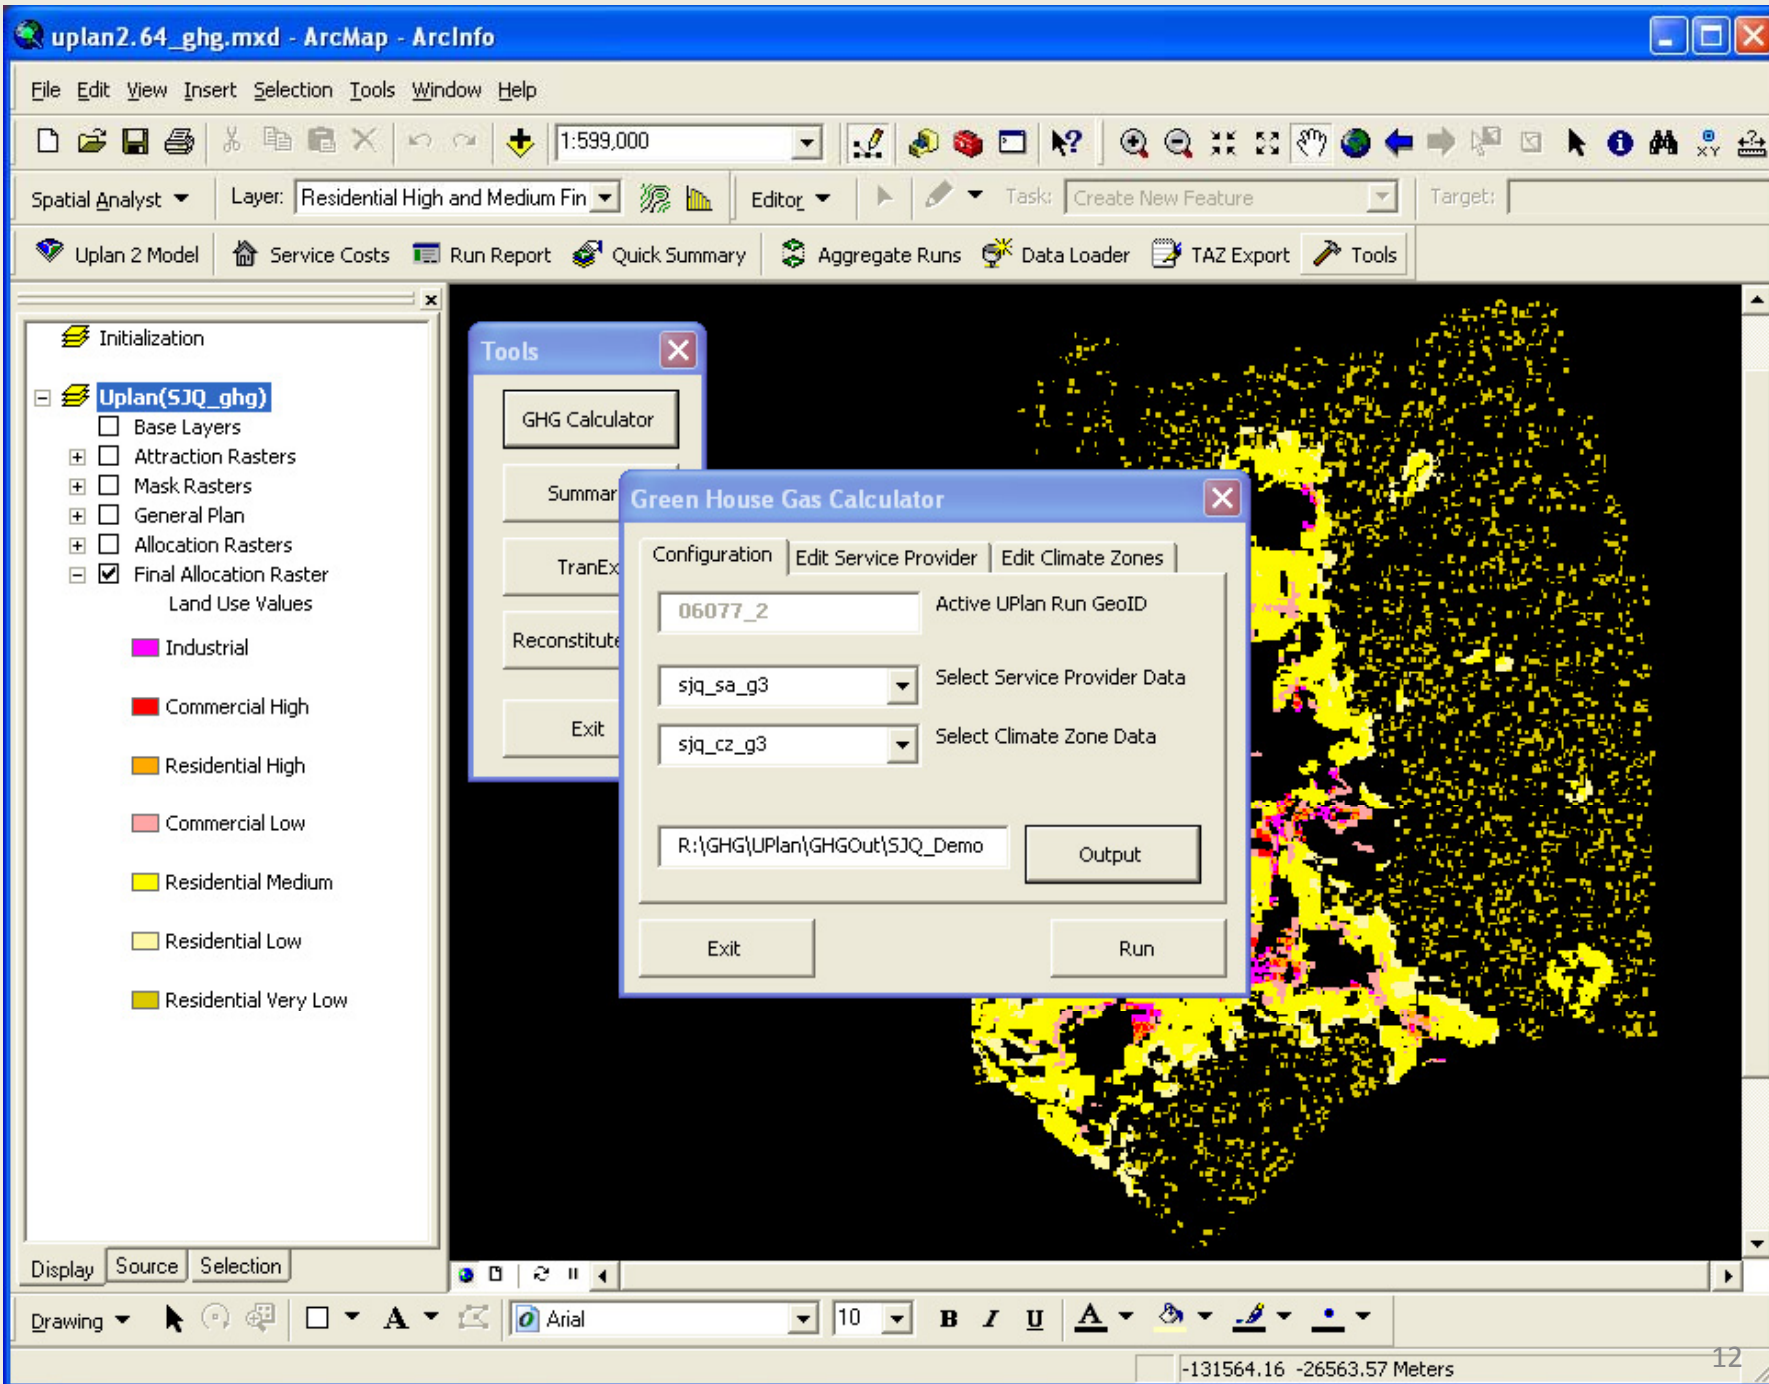 uplan2.64_ghg.mxd - ArcMap - ArcInfo
File Edit View Insert Selection Tools Window Help
1:599,000
Spatial Analyst Layer: Residential High and Medium Fin Editor Task: Create New Feature Target:
Uplan 2 Model Service Costs Run Report Quick Summary Aggregate Runs Data Loader TAZ Export Tools
Initialization
Uplan(SJQ_ghg)
Base Layers
Attraction Rasters
Mask Rasters
General Plan
Allocation Rasters
Final Allocation Raster
Land Use Values
Industrial
Commercial High
Residential High
Commercial Low
Residential Medium
Residential Low
Residential Very Low
Display Source Selection
Tools
GHG Calculator
Summar
TranEx
Reconstitute
Exit
Green House Gas Calculator
Configuration Edit Service Provider Edit Climate Zones
06077_2 Active UPlan Run GeoID
sjq_sa_g3 Select Service Provider Data
sjq_cz_g3 Select Climate Zone Data
R:\GHG\UPlan\GHGOut\SJQ_Demo Output
Exit Run
Drawing A Arial 10 B I U A
-131564.16 -26563.57 Meters
12